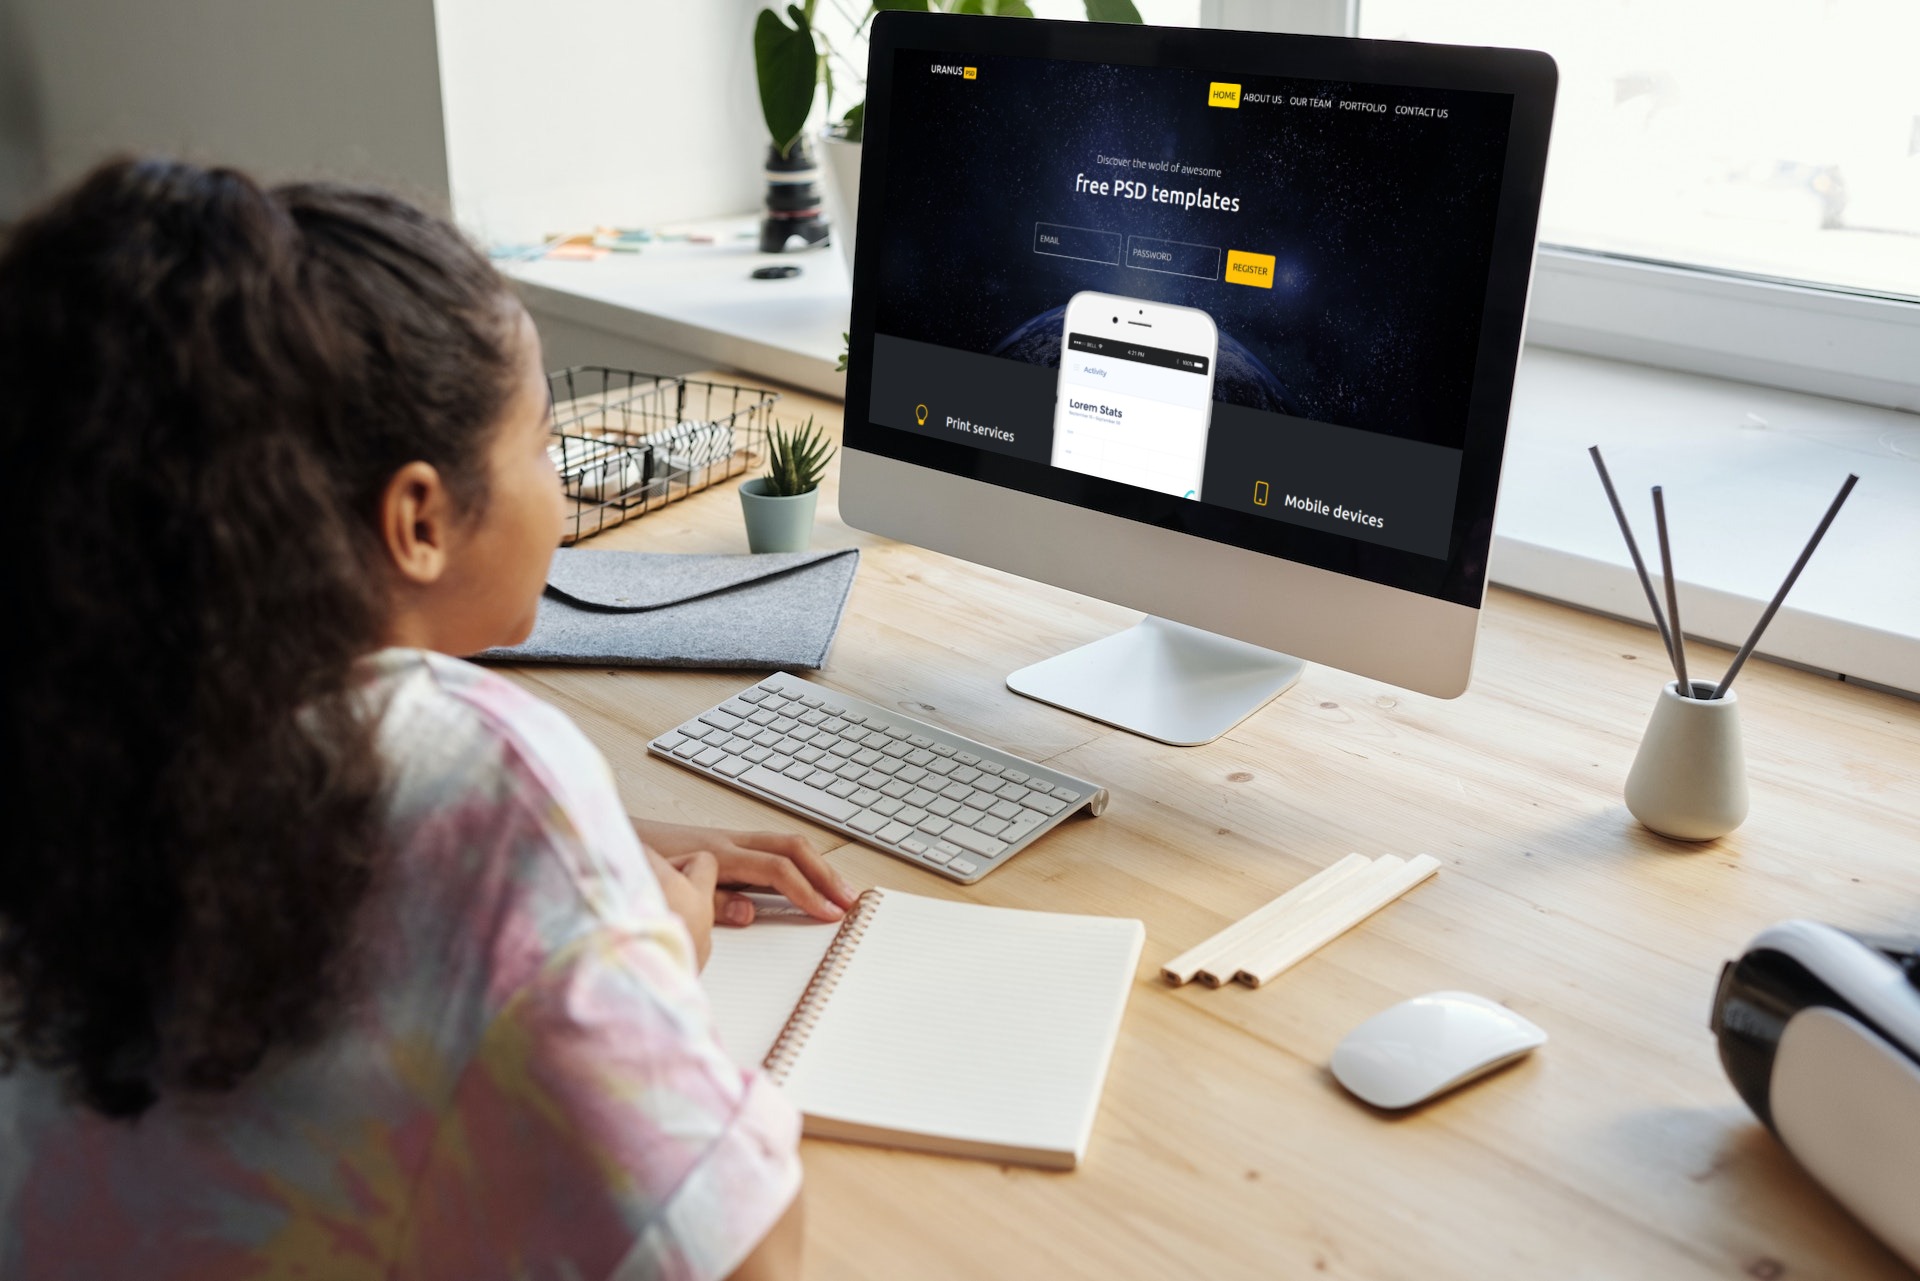 URANUS PSD
HOME ABOUT US OUR TEAM PORTFOLIO CONTACT US
Discover the wold of awesome
free PSD templates
EMAIL PASSWORD REGISTER
BELL 4:21 PM 100%
Activity
Lorem Stats
Print services
Mobile devices